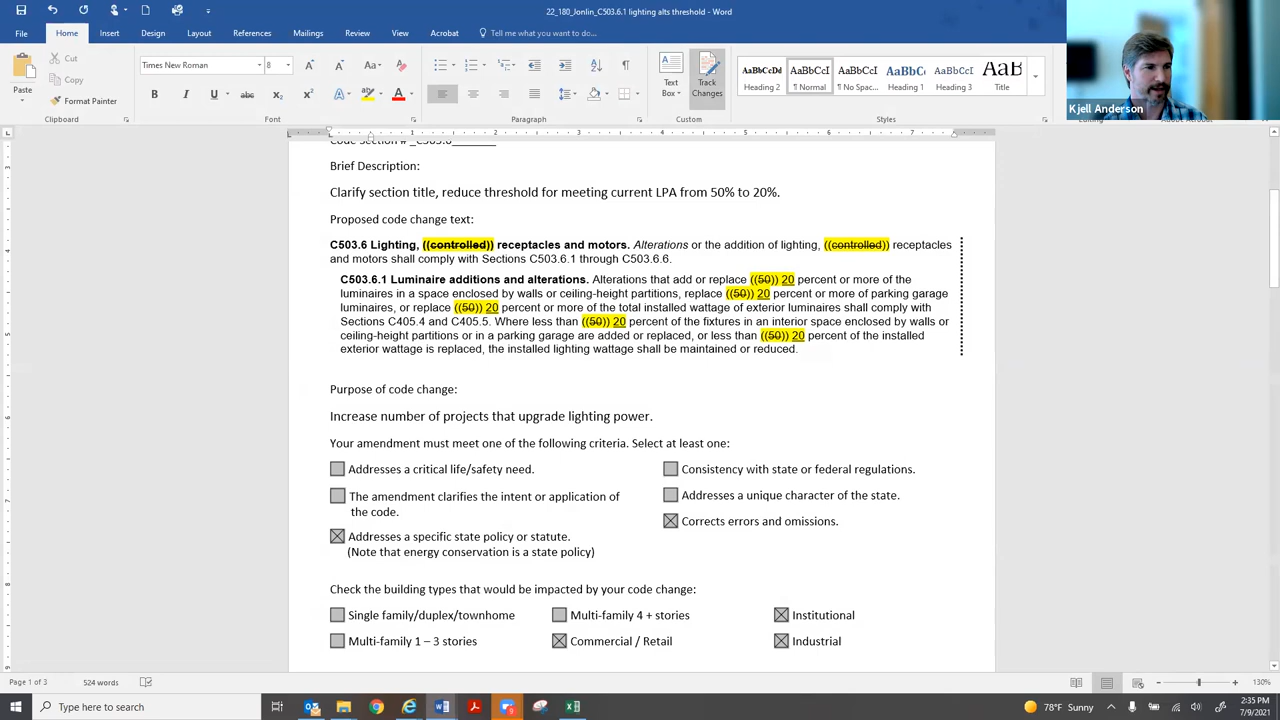 22_180_Jonlin_C503.6.1 lighting alts threshold - Word
File Home Insert Design Layout References Mailings Review View Acrobat Tell me what you want to do...
Cut
Copy
Paste
Format Painter
Times New Roman 8
Text Box
Track Changes
AaBbCcDd AaBbCcI AaBbCcI AaBbC AaBbCcI AaB
Heading 2 ¶ Normal ¶ No Spac... Heading 1 Heading 3 Title
Clipboard Font Paragraph Custom Styles
Kjell Anderson
Brief Description:
Clarify section title, reduce threshold for meeting current LPA from 50% to 20%.
Proposed code change text:
C503.6 Lighting, ((controlled)) receptacles and motors. Alterations or the addition of lighting, ((controlled)) receptacles
and motors shall comply with Sections C503.6.1 through C503.6.6.
C503.6.1 Luminaire additions and alterations. Alterations that add or replace ((50)) 20 percent or more of the
luminaires in a space enclosed by walls or ceiling-height partitions, replace ((50)) 20 percent or more of parking garage
luminaires, or replace ((50)) 20 percent or more of the total installed wattage of exterior luminaires shall comply with
Sections C405.4 and C405.5. Where less than ((50)) 20 percent of the fixtures in an interior space enclosed by walls or
ceiling-height partitions or in a parking garage are added or replaced, or less than ((50)) 20 percent of the installed
exterior wattage is replaced, the installed lighting wattage shall be maintained or reduced.
Purpose of code change:
Increase number of projects that upgrade lighting power.
Your amendment must meet one of the following criteria. Select at least one:
Addresses a critical life/safety need.
The amendment clarifies the intent or application of
the code.
Addresses a specific state policy or statute.
(Note that energy conservation is a state policy)
Consistency with state or federal regulations.
Addresses a unique character of the state.
Corrects errors and omissions.
Check the building types that would be impacted by your code change:
Single family/duplex/townhome Multi-family 4 + stories Institutional
Multi-family 1 – 3 stories Commercial / Retail Industrial
Page 1 of 3 524 words 130%
Type here to search
78°F Sunny
2:35 PM
7/9/2021